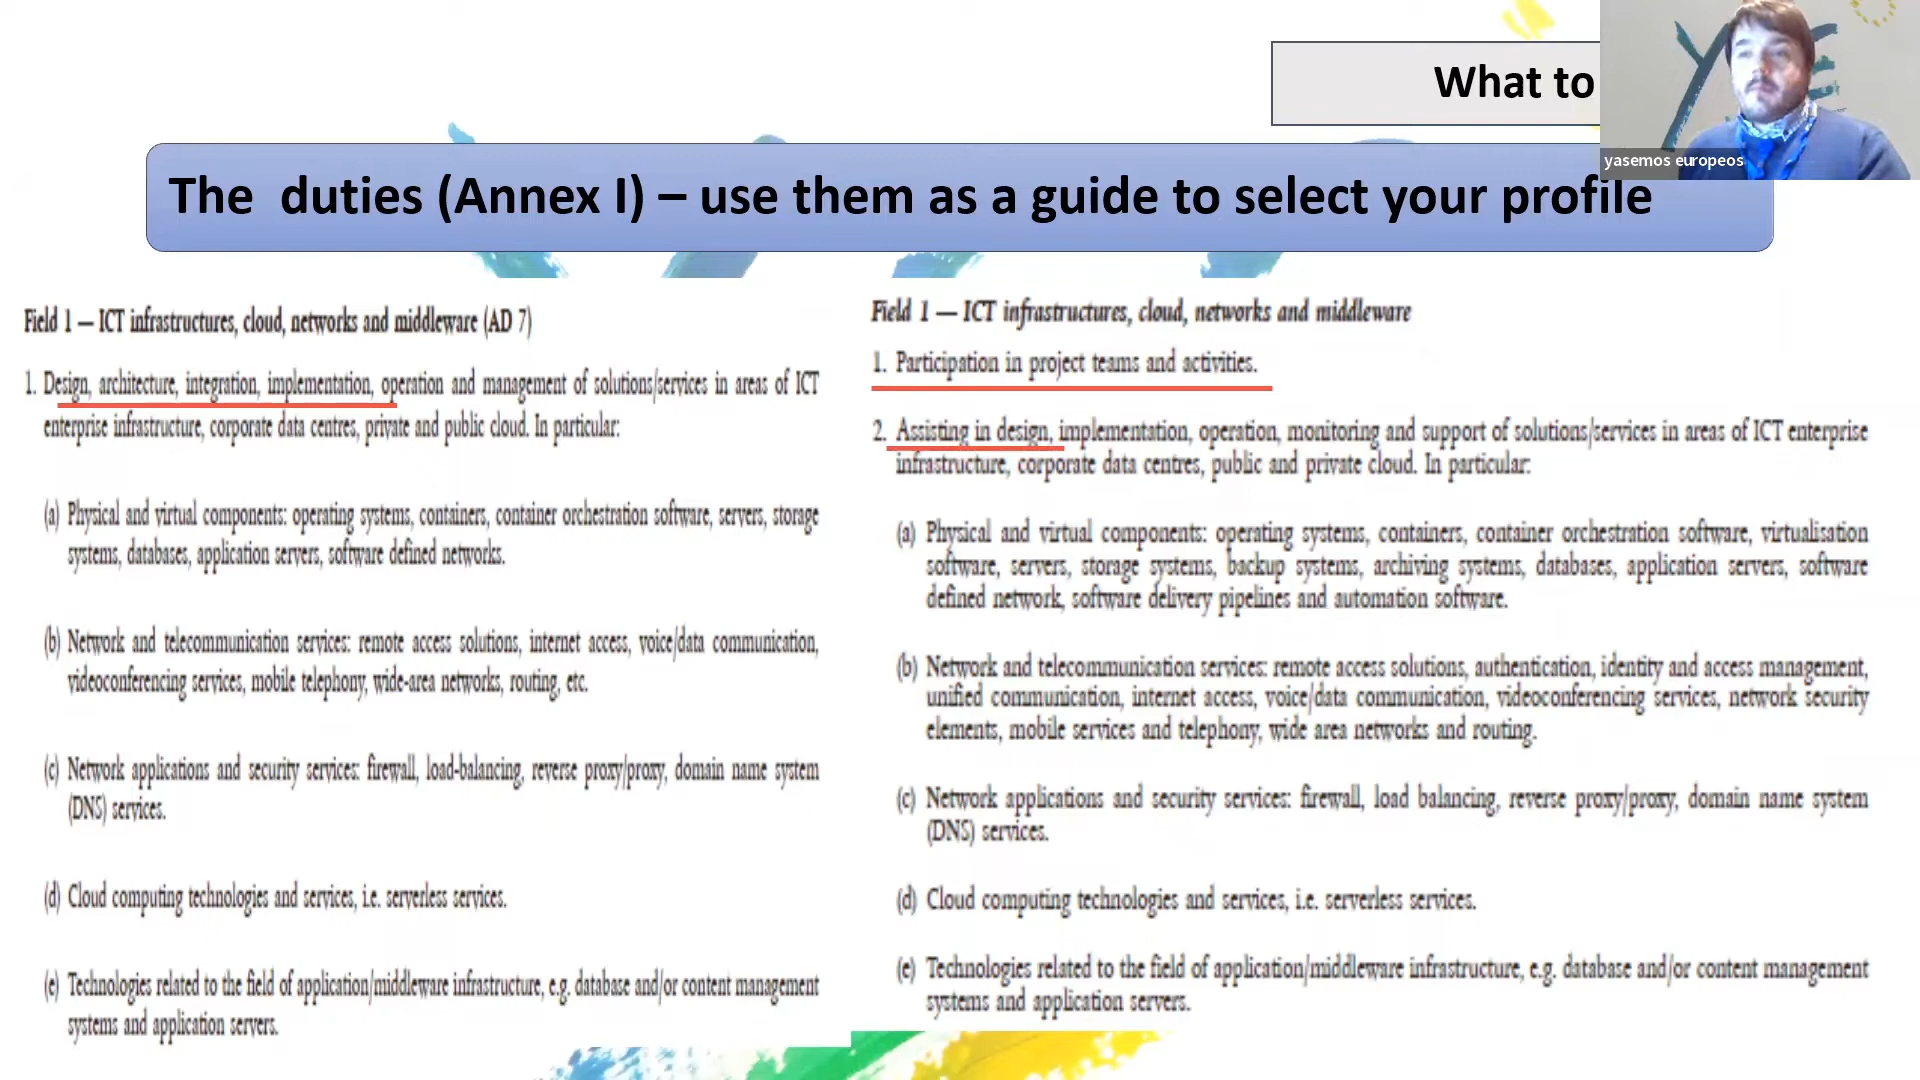 What to
yasemos europeos
The duties (Annex I) – use them as a guide to select your profile
Field 1 — ICT infrastructures, cloud, networks and middleware (AD 7)
1. Design, architecture, integration, implementation, operation and management of solutions/services in areas of ICT
enterprise infrastructure, corporate data centres, private and public cloud. In particular:
(a) Physical and virtual components: operating systems, containers, container orchestration software, servers, storage
systems, databases, application servers, software defined networks.
(b) Network and telecommunication services: remote access solutions, internet access, voice/data communication,
videoconferencing services, mobile telephony, wide-area networks, routing, etc.
(c) Network applications and security services: firewall, load-balancing, reverse proxy/proxy, domain name system
(DNS) services.
(d) Cloud computing technologies and services, i.e. serverless services.
(e) Technologies related to the field of application/middleware infrastructure, e.g. database and/or content management
systems and application servers.
Field 1 — ICT infrastructures, cloud, networks and middleware
1. Participation in project teams and activities.
2. Assisting in design, implementation, operation, monitoring and support of solutions/services in areas of ICT enterprise
infrastructure, corporate data centres, public and private cloud. In particular:
(a) Physical and virtual components: operating systems, containers, container orchestration software, virtualisation
software, servers, storage systems, backup systems, archiving systems, databases, application servers, software
defined network, software delivery pipelines and automation software.
(b) Network and telecommunication services: remote access solutions, authentication, identity and access management,
unified communication, internet access, voice/data communication, videoconferencing services, network security
elements, mobile services and telephony, wide area networks and routing.
(c) Network applications and security services: firewall, load balancing, reverse proxy/proxy, domain name system
(DNS) services.
(d) Cloud computing technologies and services, i.e. serverless services.
(e) Technologies related to the field of application/middleware infrastructure, e.g. database and/or content management
systems and application servers.